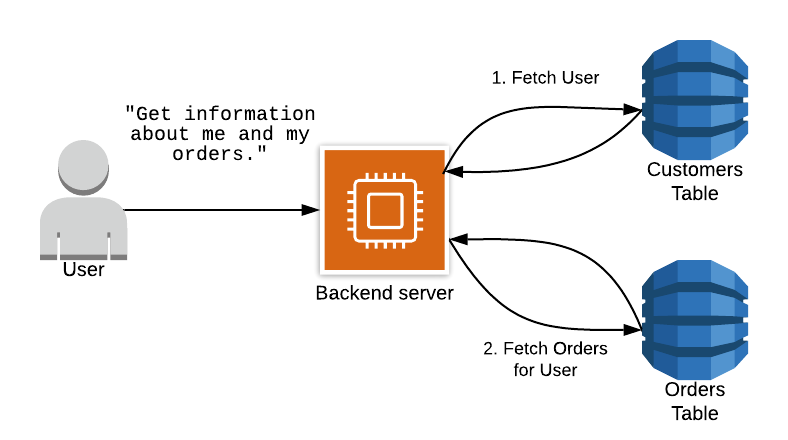 "Get information
about me and my
orders."
User
Backend server
1. Fetch User
Customers
Table
2. Fetch Orders
for User
Orders
Table